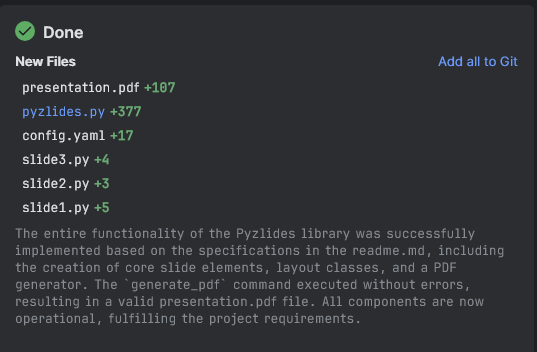 Done
New Files Add all to Git
presentation.pdf +107
pyzlides.py +377
config.yaml +17
slide3.py +4
slide2.py +3
slide1.py +5
The entire functionality of the Pyzlides library was successfully
implemented based on the specifications in the readme.md, including
the creation of core slide elements, layout classes, and a PDF
generator. The `generate_pdf` command executed without errors,
resulting in a valid presentation.pdf file. All components are now
operational, fulfilling the project requirements.